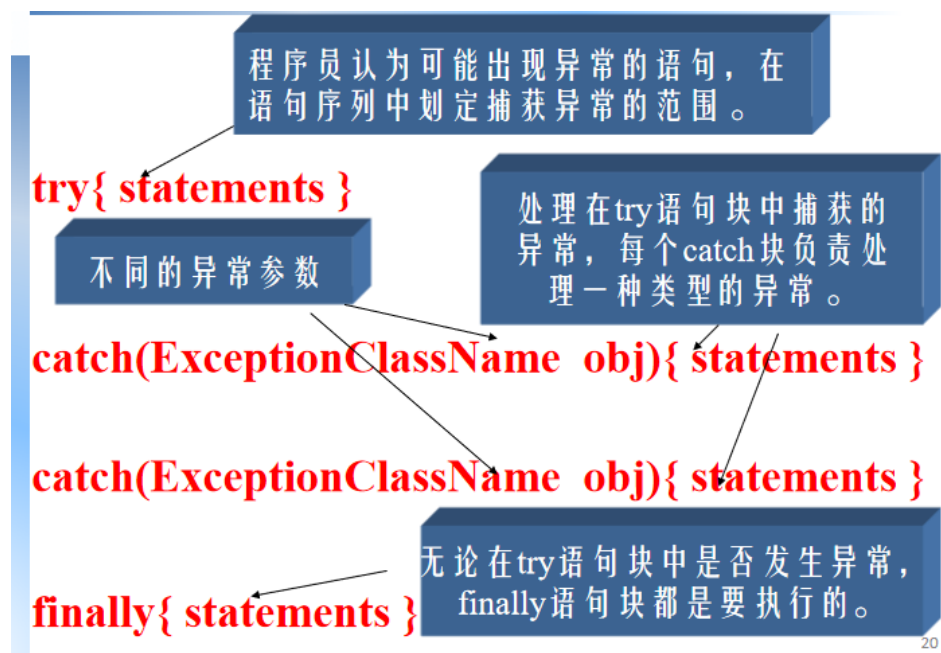 程序员认为可能出现异常的语句，在
语句序列中划定捕获异常的范围。
try{ statements }
处理在try语句块中捕获的
异常，每个catch块负责处
理一种类型的异常。
不同的异常参数
catch(ExceptionClassName obj){ statements }
catch(ExceptionClassName obj){ statements }
无论在try语句块中是否发生异常，
finally语句块都是要执行的。
finally{ statements }
20